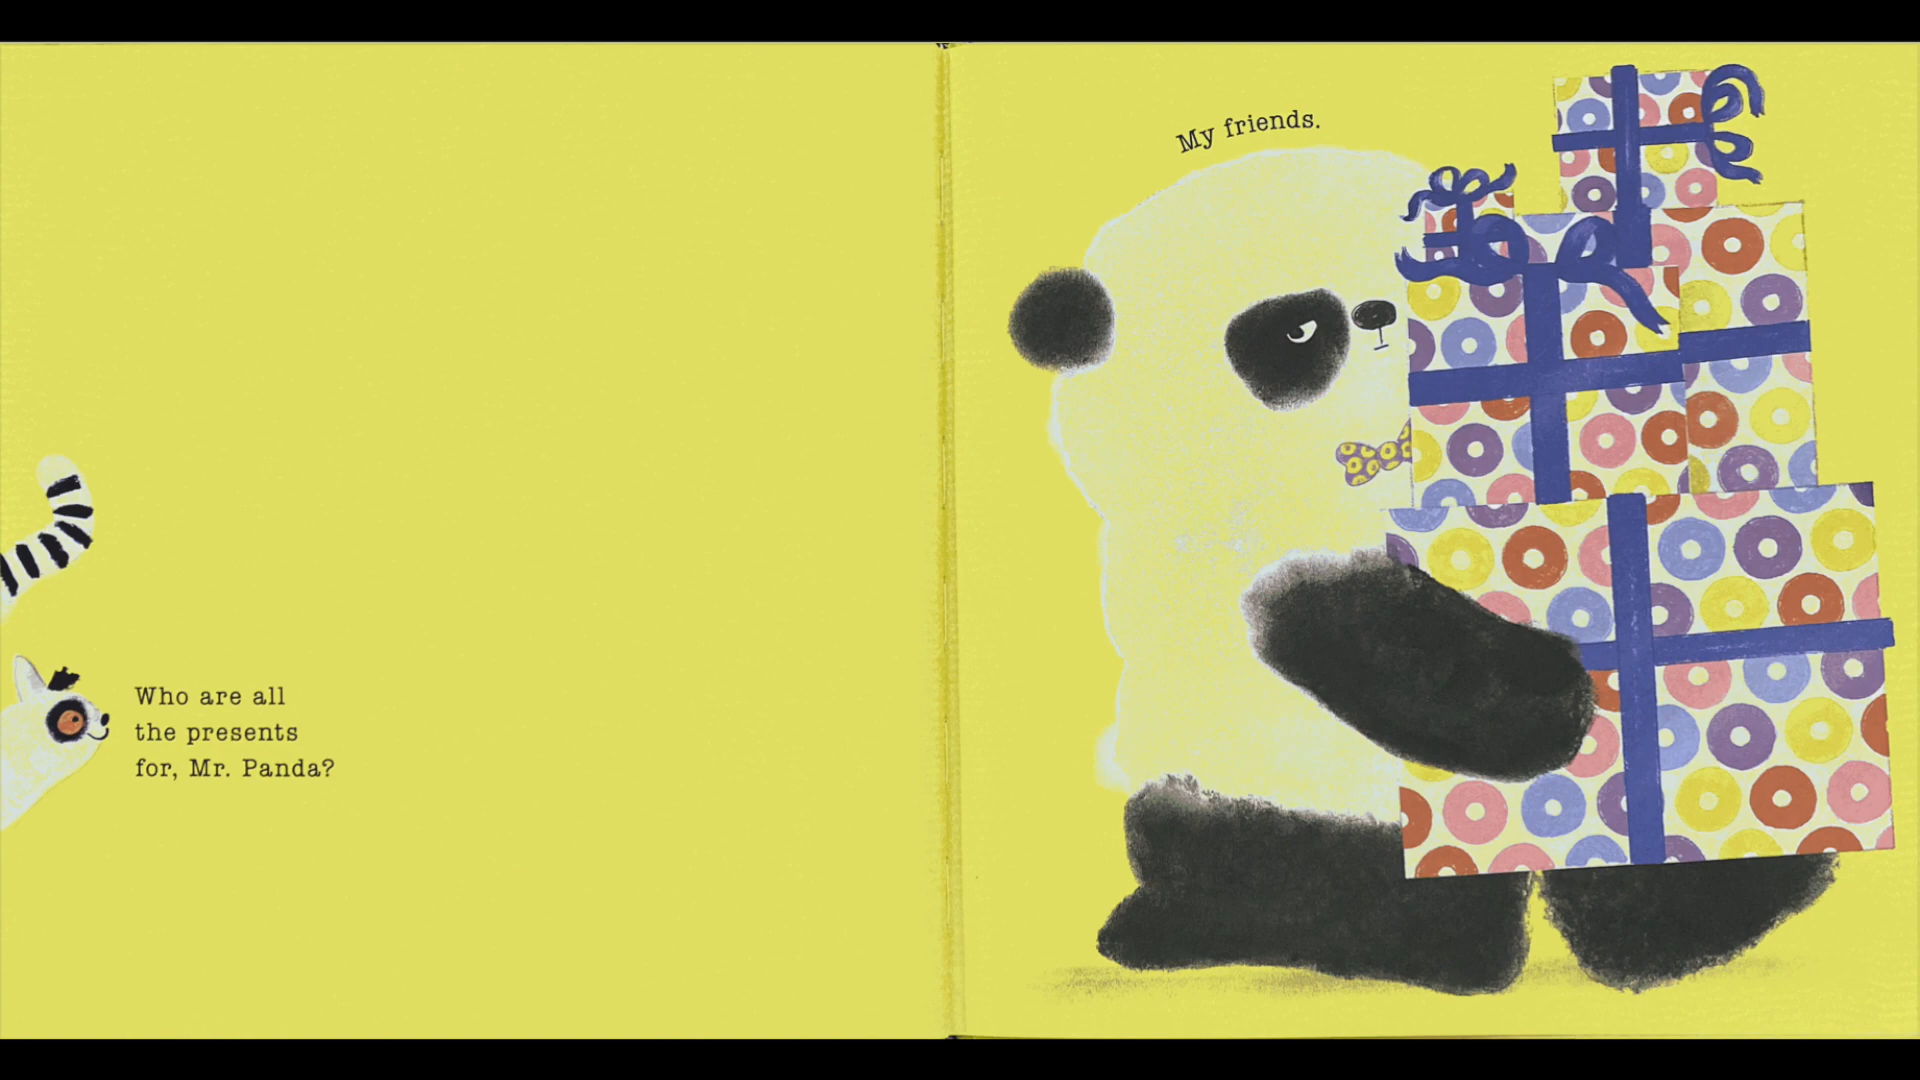 Who are all
the presents
for, Mr. Panda?
My friends.